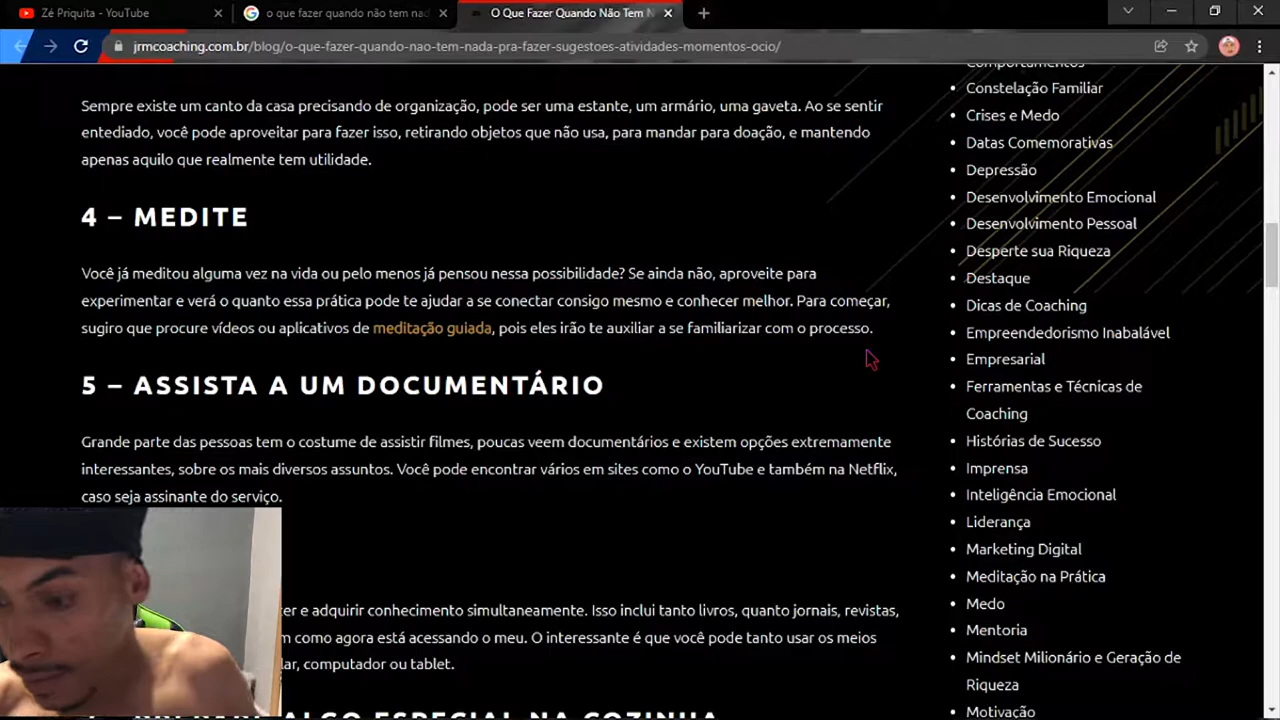 Zé Priquita - YouTube
o que fazer quando não tem nad
O Que Fazer Quando Não Tem N
jrmcoaching.com.br/blog/o-que-fazer-quando-nao-tem-nada-pra-fazer-sugestoes-atividades-momentos-ocio/
Sempre existe um canto da casa precisando de organização, pode ser uma estante, um armário, uma gaveta. Ao se sentir
entediado, você pode aproveitar para fazer isso, retirando objetos que não usa, para mandar para doação, e mantendo
apenas aquilo que realmente tem utilidade.
4 – MEDITE
Você já meditou alguma vez na vida ou pelo menos já pensou nessa possibilidade? Se ainda não, aproveite para
experimentar e verá o quanto essa prática pode te ajudar a se conectar consigo mesmo e conhecer melhor. Para começar,
sugiro que procure vídeos ou aplicativos de meditação guiada, pois eles irão te auxiliar a se familiarizar com o processo.
5 – ASSISTA A UM DOCUMENTÁRIO
Grande parte das pessoas tem o costume de assistir filmes, poucas veem documentários e existem opções extremamente
interessantes, sobre os mais diversos assuntos. Você pode encontrar vários em sites como o YouTube e também na Netflix,
caso seja assinante do serviço.
e adquirir conhecimento simultaneamente. Isso inclui tanto livros, quanto jornais, revistas,
como agora está acessando o meu. O interessante é que você pode tanto usar os meios
computador ou tablet.
ALGO ESPECIAL NA COZINHA
Comportamentos
Constelação Familiar
Crises e Medo
Datas Comemorativas
Depressão
Desenvolvimento Emocional
Desenvolvimento Pessoal
Desperte sua Riqueza
Destaque
Dicas de Coaching
Empreendedorismo Inabalável
Empresarial
Ferramentas e Técnicas de
Coaching
Histórias de Sucesso
Imprensa
Inteligência Emocional
Liderança
Marketing Digital
Meditação na Prática
Medo
Mentoria
Mindset Milionário e Geração de
Riqueza
Motivação